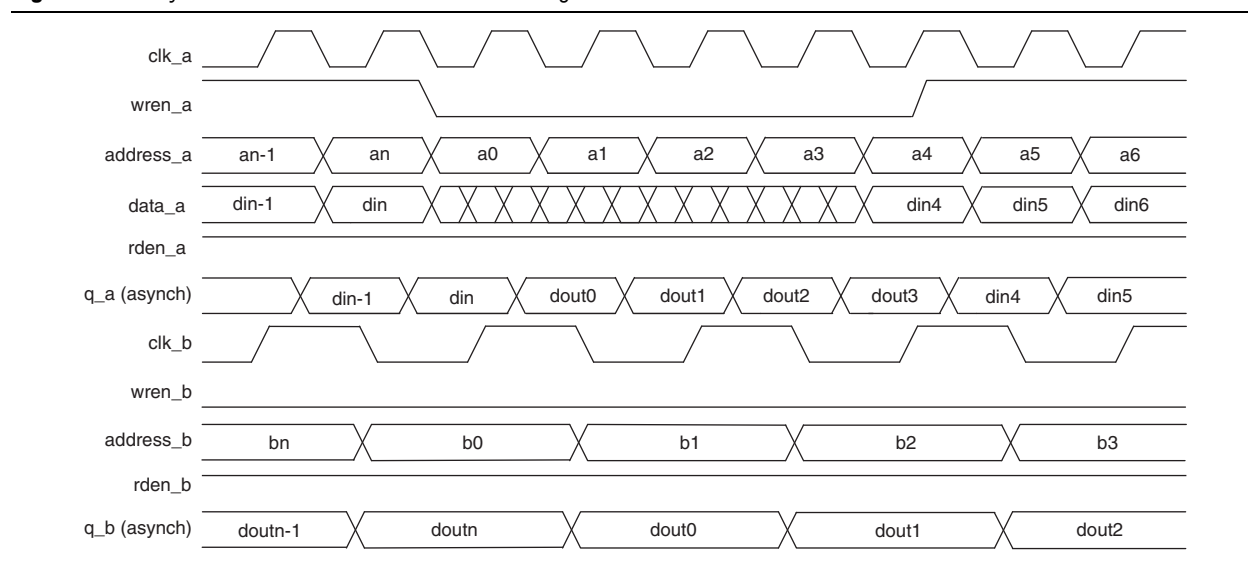 clk_a
wren_a
address_a an-1 an a0 a1 a2 a3 a4 a5 a6
data_a din-1 din din4 din5 din6
rden_a
q_a (asynch) din-1 din dout0 dout1 dout2 dout3 din4 din5
clk_b
wren_b
address_b bn b0 b1 b2 b3
rden_b
q_b (asynch) doutn-1 doutn dout0 dout1 dout2